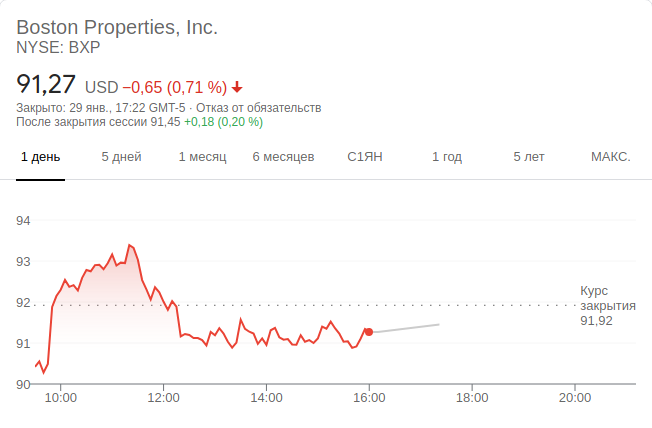 Boston Properties, Inc.
NYSE: BXP
91,27 USD −0,65 (0,71 %)
Закрыто: 29 янв., 17:22 GMT-5 · Отказ от обязательств
После закрытия сессии 91,45 +0,18 (0,20 %)
1 день 5 дней 1 месяц 6 месяцев С1ЯН 1 год 5 лет МАКС.
94
93
92
91
90
Курс
закрытия
91,92
10:00 12:00 14:00 16:00 18:00 20:00